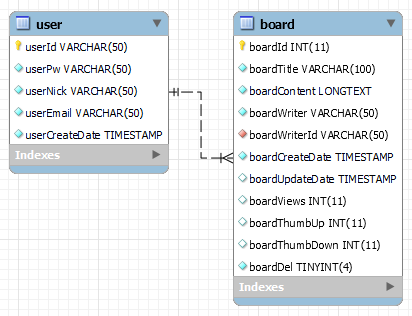 user
userId VARCHAR(50)
userPw VARCHAR(50)
userNick VARCHAR(50)
userEmail VARCHAR(50)
userCreateDate TIMESTAMP
Indexes
board
boardId INT(11)
boardTitle VARCHAR(100)
boardContent LONGTEXT
boardWriter VARCHAR(50)
boardWriterId VARCHAR(50)
boardCreateDate TIMESTAMP
boardUpdateDate TIMESTAMP
boardViews INT(11)
boardThumbUp INT(11)
boardThumbDown INT(11)
boardDel TINYINT(4)
Indexes